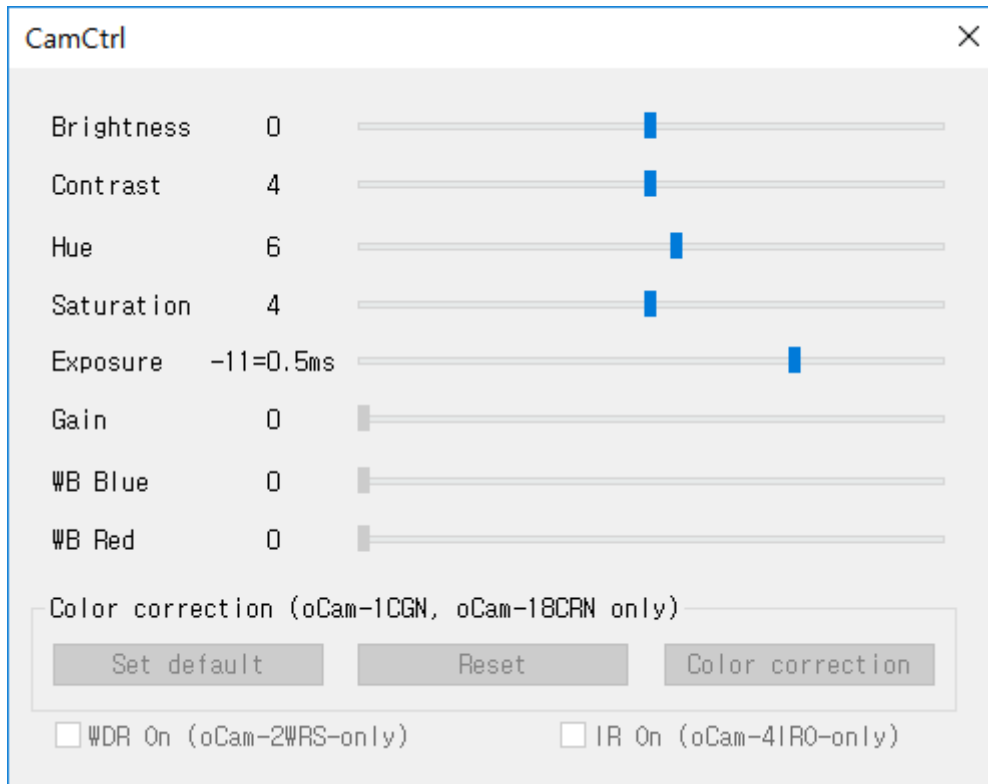 CamCtrl
Brightness 0
Contrast 4
Hue 6
Saturation 4
Exposure -11=0.5ms
Gain 0
WB Blue 0
WB Red 0
Color correction (oCam-1CGN, oCam-18CRN only)
Set default Reset Color correction
WDR On (oCam-2WRS-only) IR On (oCam-4IRO-only)